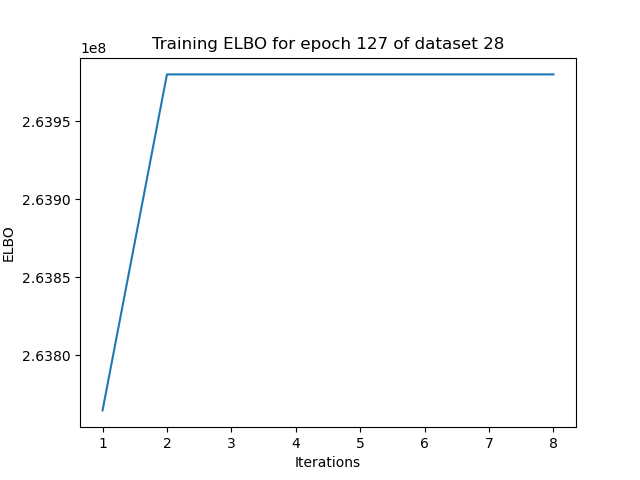 Training ELBO for epoch 127 of dataset 28
1e8
2.6395
2.6390
2.6385
2.6380
ELBO
1 2 3 4 5 6 7 8
Iterations